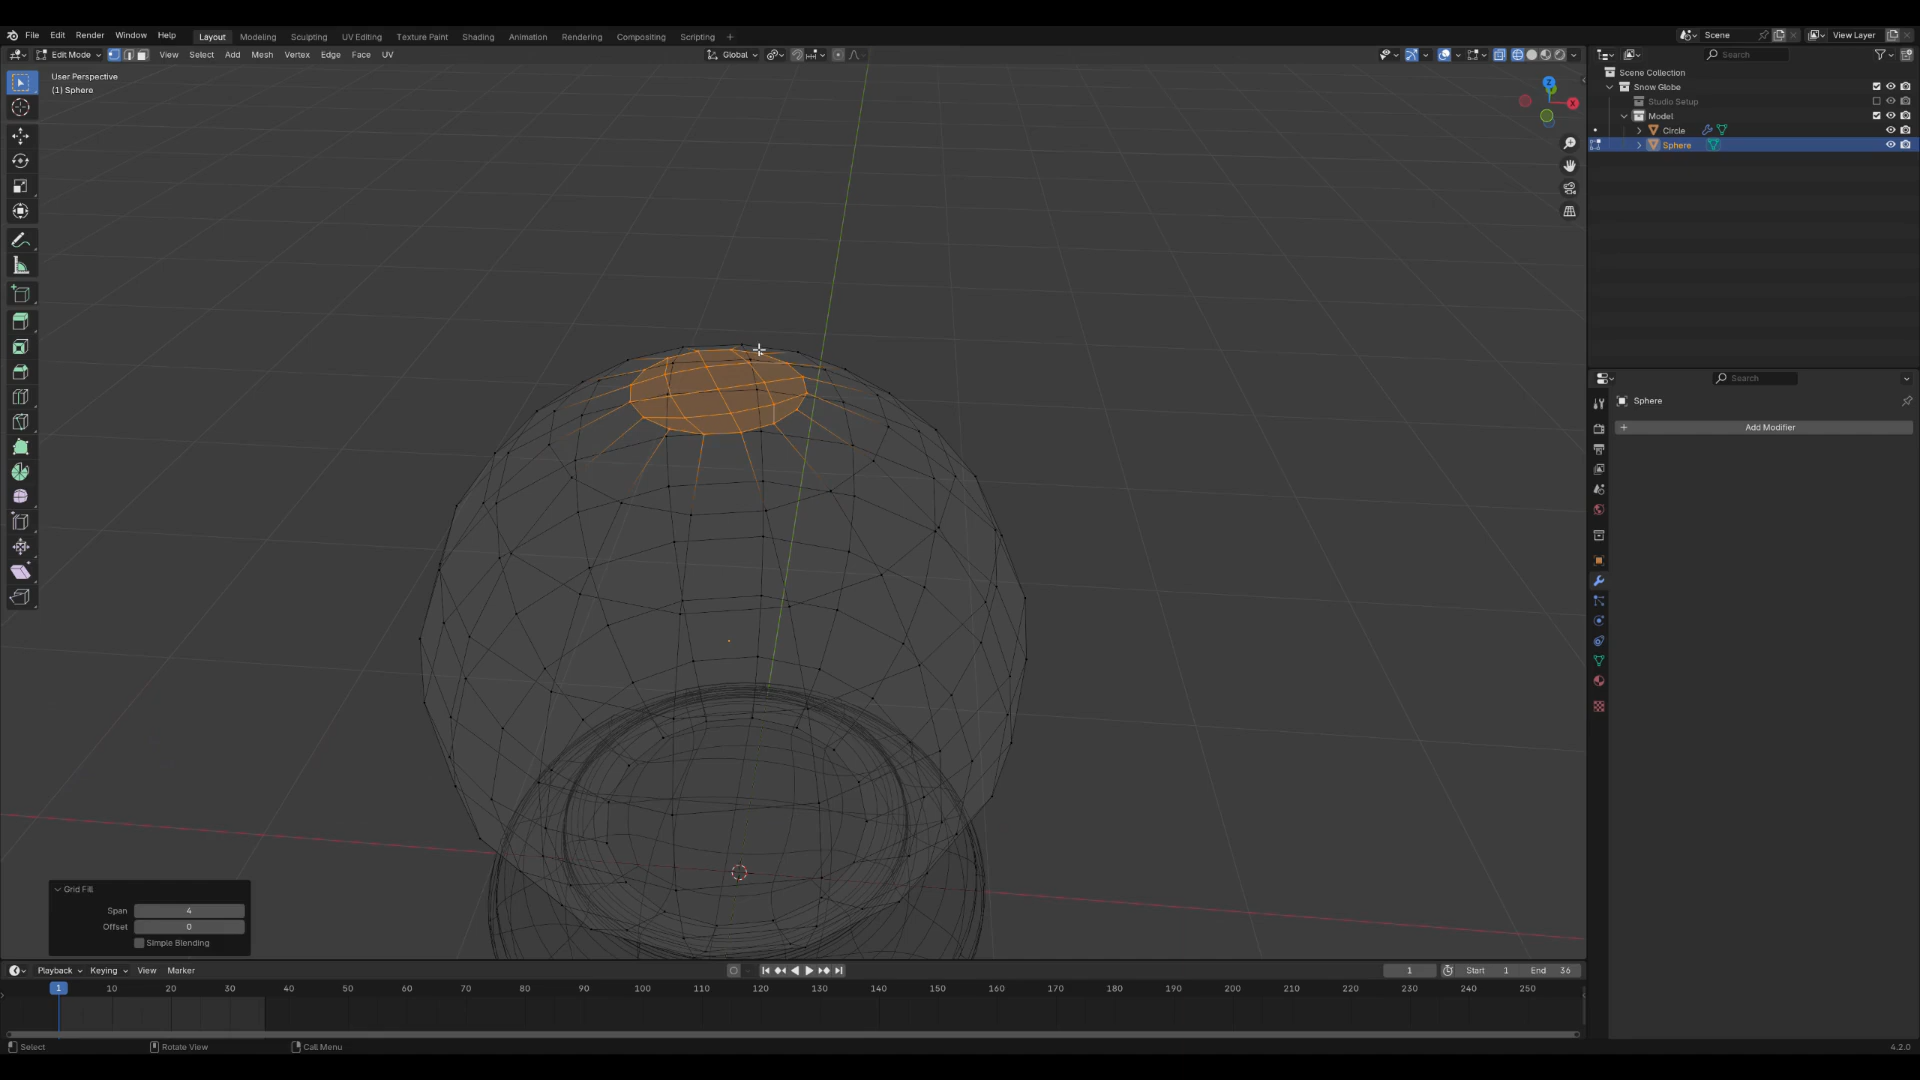 File Edit Render Window Help Layout Modeling Sculpting UV Editing Texture Paint Shading Animation Rendering Compositing Scripting + Scene View Layer
Edit Mode View Select Add Mesh Vertex Edge Face UV Global Search
User Perspective
(1) Sphere
Scene Collection
Snow Globe
Studio Setup
Model
Circle
Sphere
Z
X
Search
Sphere
+ Add Modifier
Grid Fill
Span 4
Offset 0
Simple Blending
Playback Keying View Marker 1 Start 1 End 36
1 10 20 30 40 50 60 70 80 90 100 110 120 130 140 150 160 170 180 190 200 210 220 230 240 250
Select Rotate View Call Menu 4.2.0